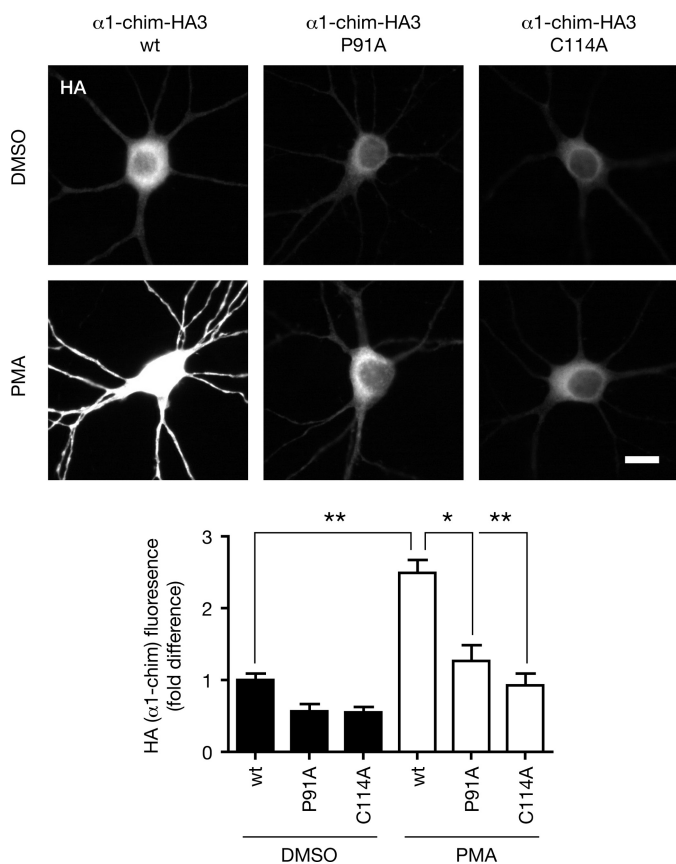 α1-chim-HA3
wt
α1-chim-HA3
P91A
α1-chim-HA3
C114A
HA
DMSO
PMA
HA (α1-chim) fluoresence
(fold difference)
3
2
1
0
**
*
**
wt
P91A
C114A
wt
P91A
C114A
DMSO
PMA